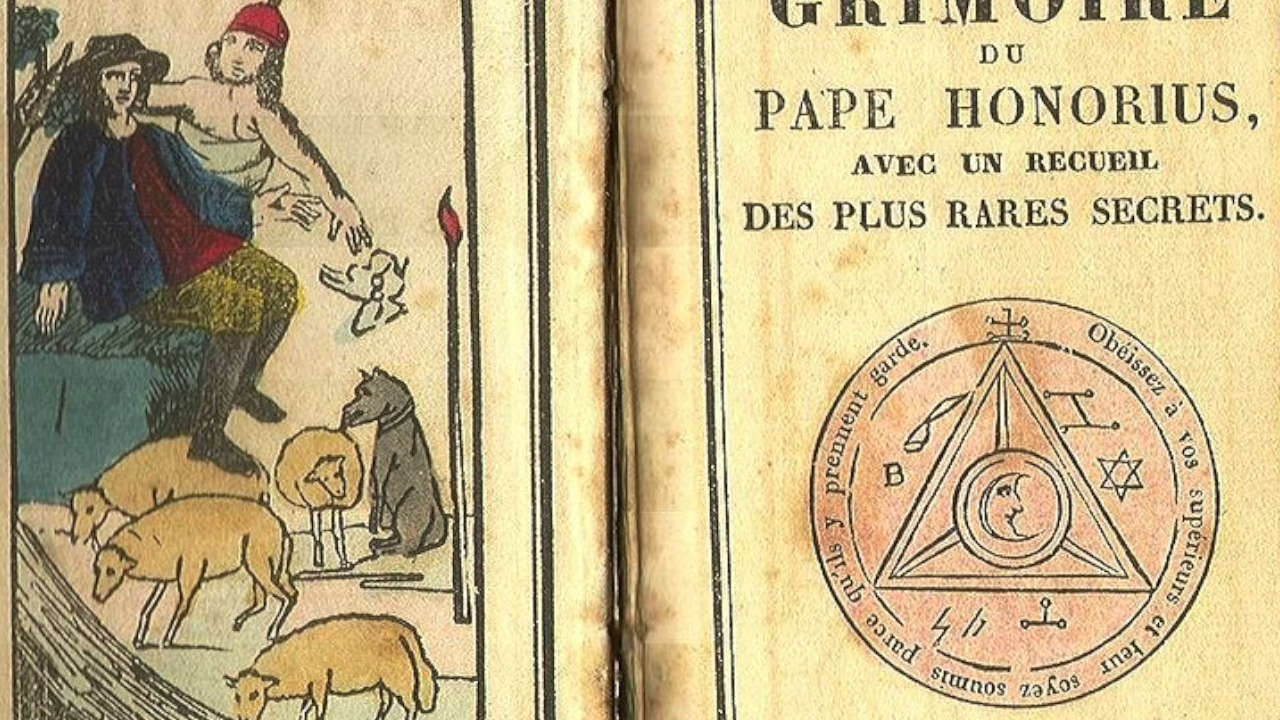 GRIMOIRE
DU
PAPE HONORIUS,
AVEC UN RECUEIL
DES PLUS RARES SECRETS.
Obéissez à vos supérieurs et leur soyez soumis parce qu'ils y prennent garde.
B